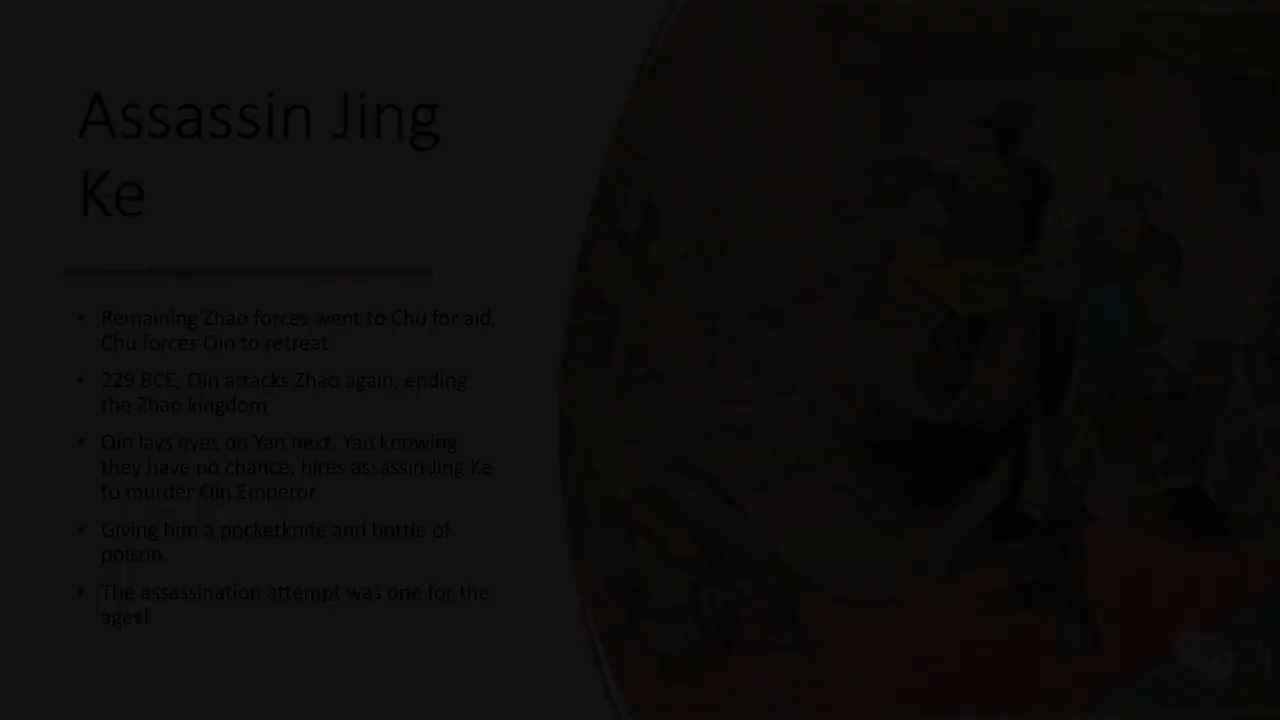 Assassin Jing
Ke
• Remaining Zhao forces went to Chu for aid,
Chu forces Qin to retreat
• 229 BCE, Qin attacks Zhao again, ending
the Zhao kingdom
• Qin lays eyes on Yan next. Yan knowing
they have no chance, hires assassin Jing Ke
to murder Qin Emperor
• Giving him a pocketknife and bottle of
poison.
• The assassination attempt was one for the
ages!